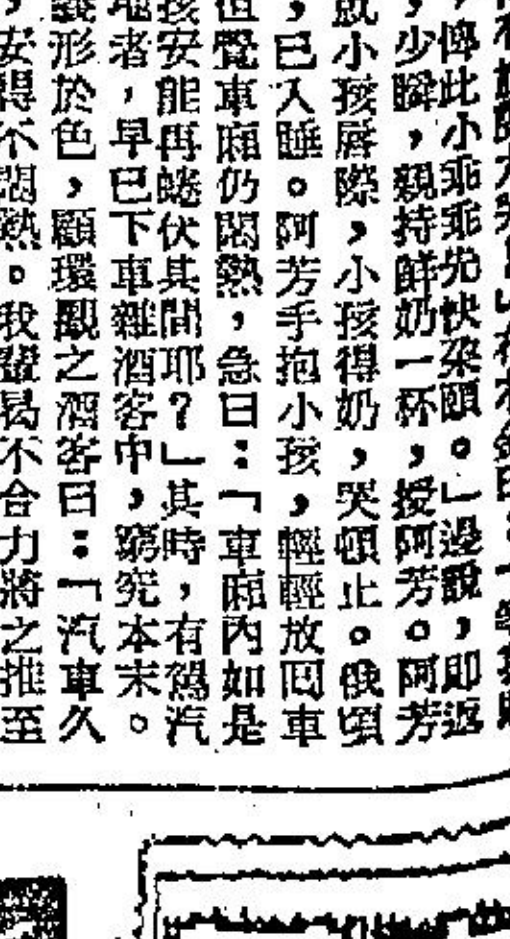 俾此小乖乖先快朶頤。」邊說，即返
，少瞬，親持鮮奶一杯，授阿芳。阿芳
就小孩唇際，小孩得奶，哭頓止。俄頃
，已入睡。阿芳手抱小孩，輕輕放囘車
但覺車廂仍悶熱，急曰：「車廂內如是
孩安能再蜷伏其間耶？」其時，有駕汽
者，早已下車雜酒客中，窮究本末。
義形於色，顧環觀之酒客曰：「汽車久
，安得不悶熱。我輩曷不合力將之推至